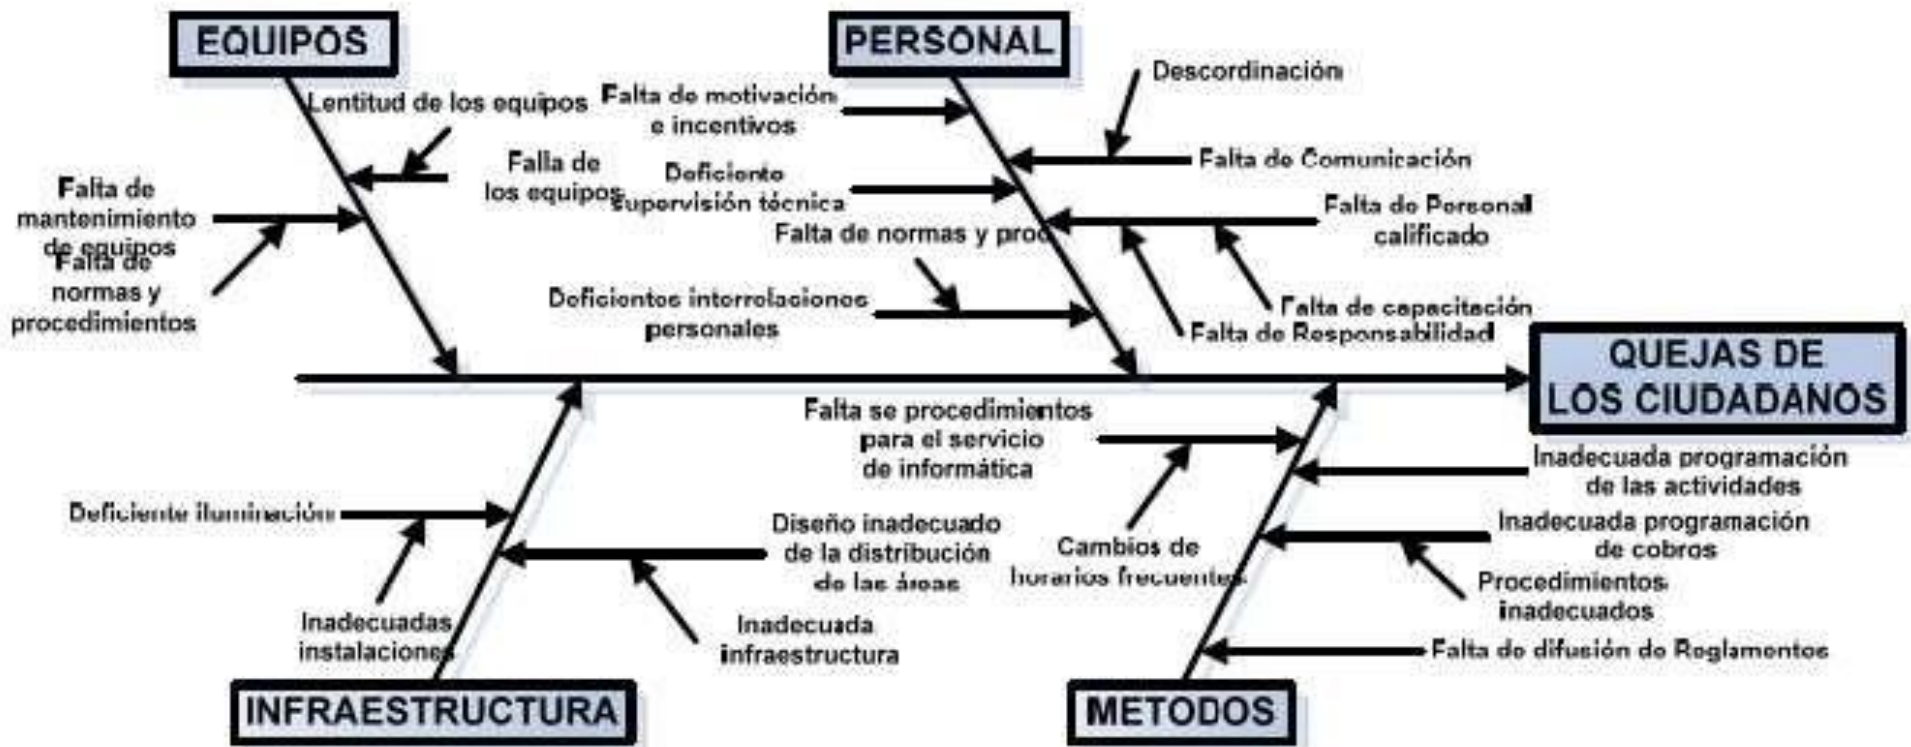 EQUIPOS
PERSONAL
Lentitud de los equipos
Falla de
los equipos
Falta de
mantenimiento
de equipos
Falta de
normas y
procedimientos
Falta de motivación
e incentivos
Descordinación
Falta de Comunicación
Deficiente
supervisión técnica
Falta de Personal
calificado
Falta de normas y proc
Deficientes interrelaciones
personales
Falta de capacitación
Falta de Responsabilidad
QUEJAS DE
LOS CIUDADANOS
Falta se procedimientos
para el servicio
de informática
Inadecuada programación
de las actividades
Deficiente iluminación
Diseño inadecuado
de la distribución
de las áreas
Cambios de
horarios frecuentes
Inadecuada programación
de cobros
Procedimientos
inadecuados
Inadecuadas
instalaciones
Inadecuada
infraestructura
Falta de difusión de Reglamentos
INFRAESTRUCTURA
METODOS